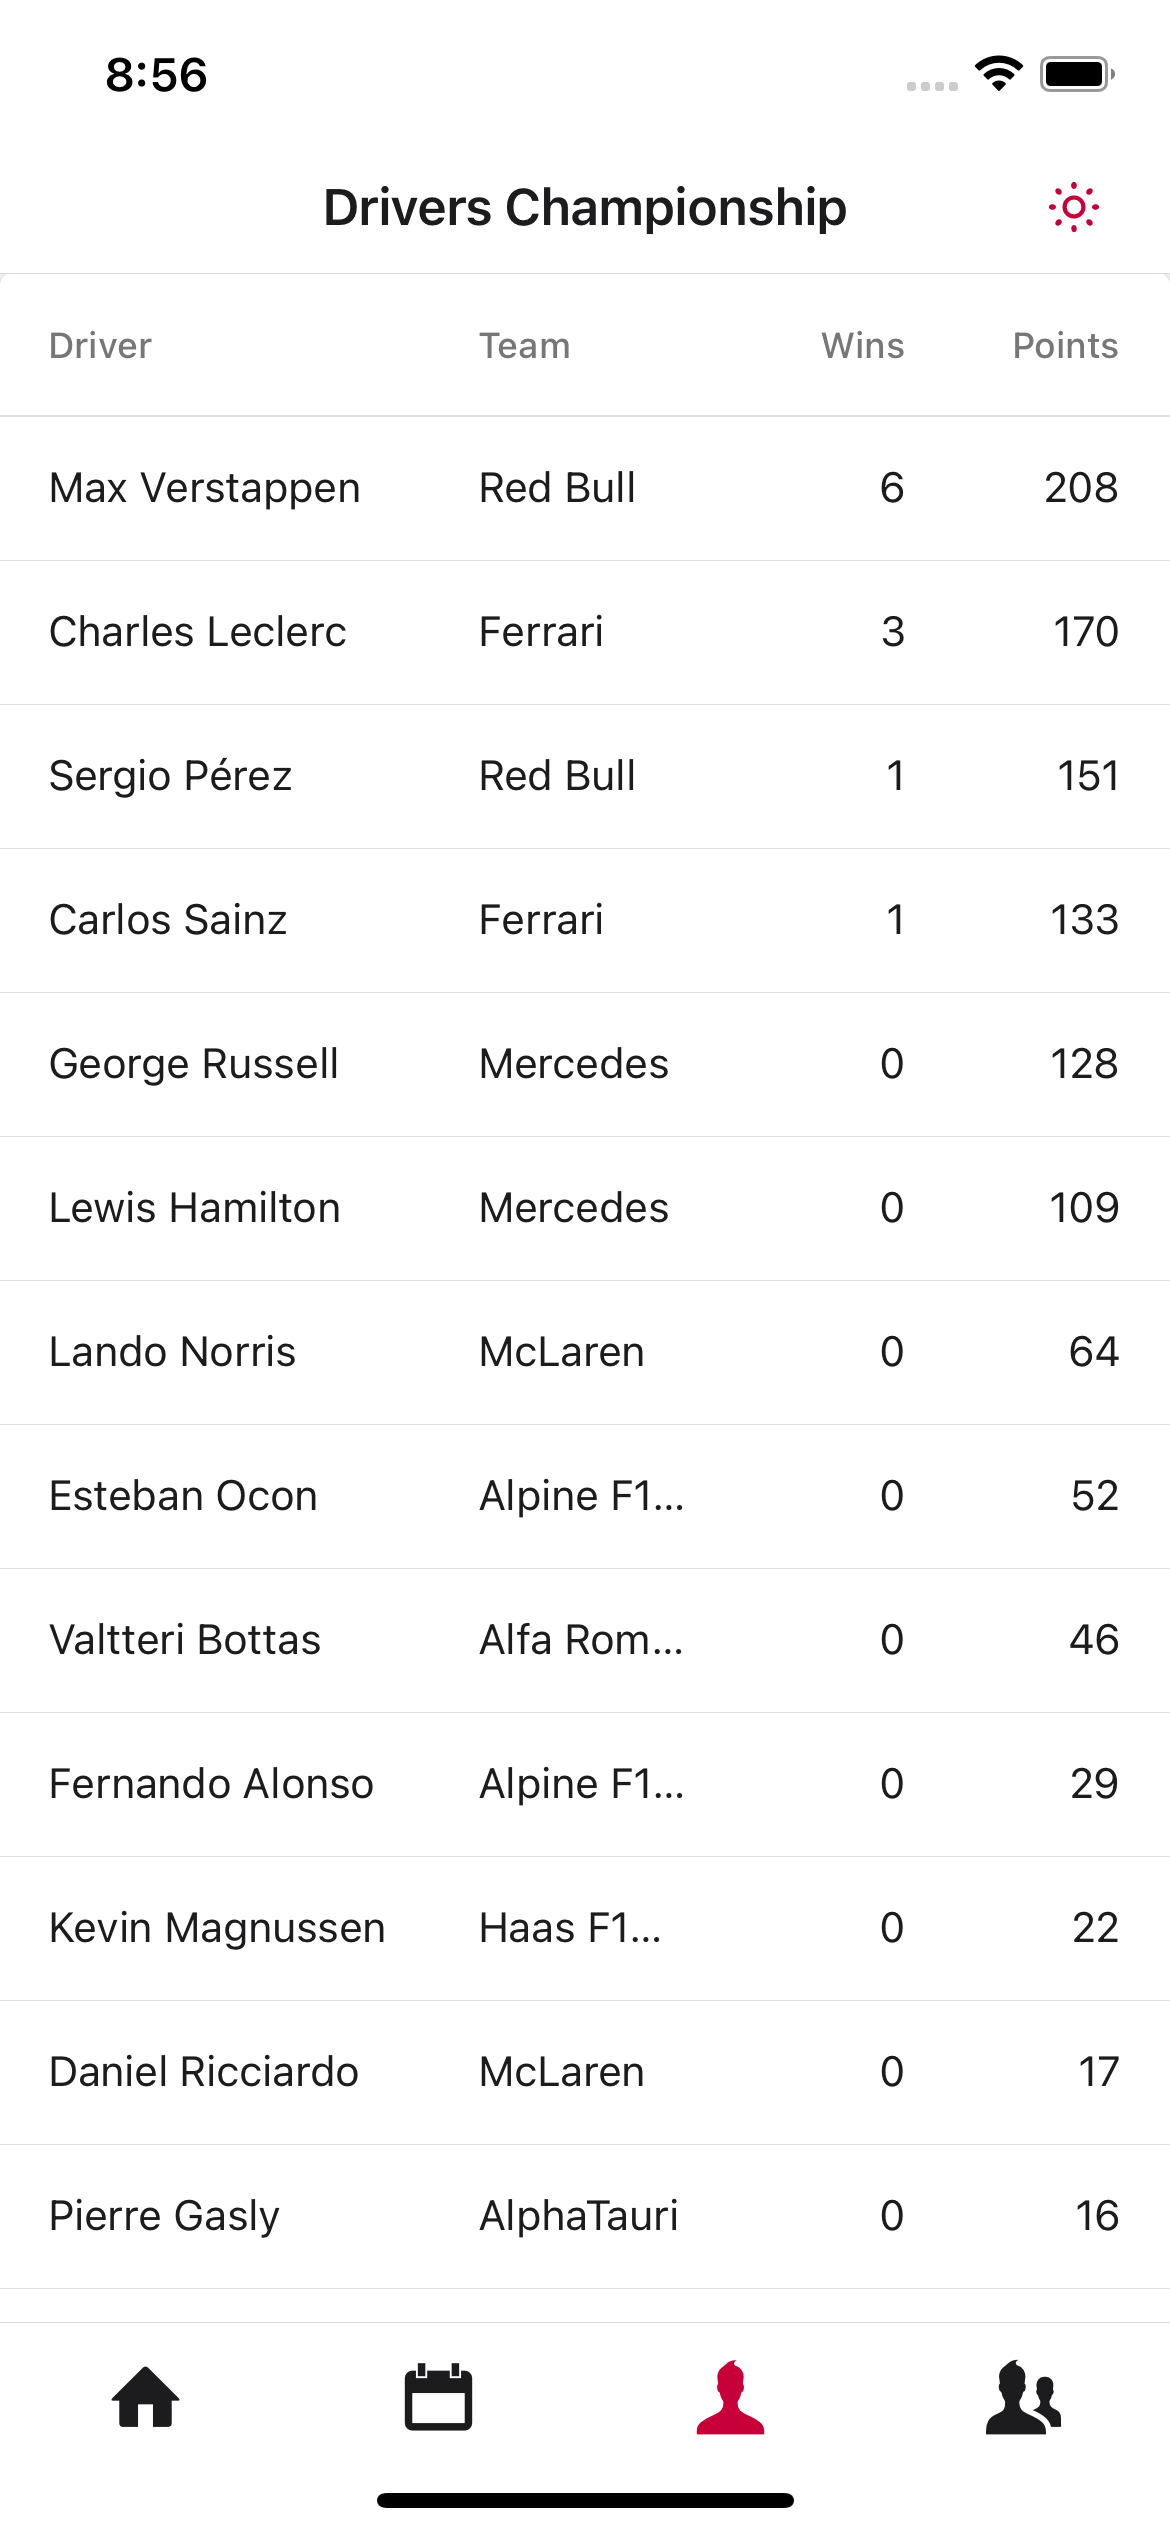 8:56
Drivers Championship
Driver Team Wins Points
Max Verstappen Red Bull 6 208
Charles Leclerc Ferrari 3 170
Sergio Pérez Red Bull 1 151
Carlos Sainz Ferrari 1 133
George Russell Mercedes 0 128
Lewis Hamilton Mercedes 0 109
Lando Norris McLaren 0 64
Esteban Ocon Alpine F1... 0 52
Valtteri Bottas Alfa Rom... 0 46
Fernando Alonso Alpine F1... 0 29
Kevin Magnussen Haas F1... 0 22
Daniel Ricciardo McLaren 0 17
Pierre Gasly AlphaTauri 0 16